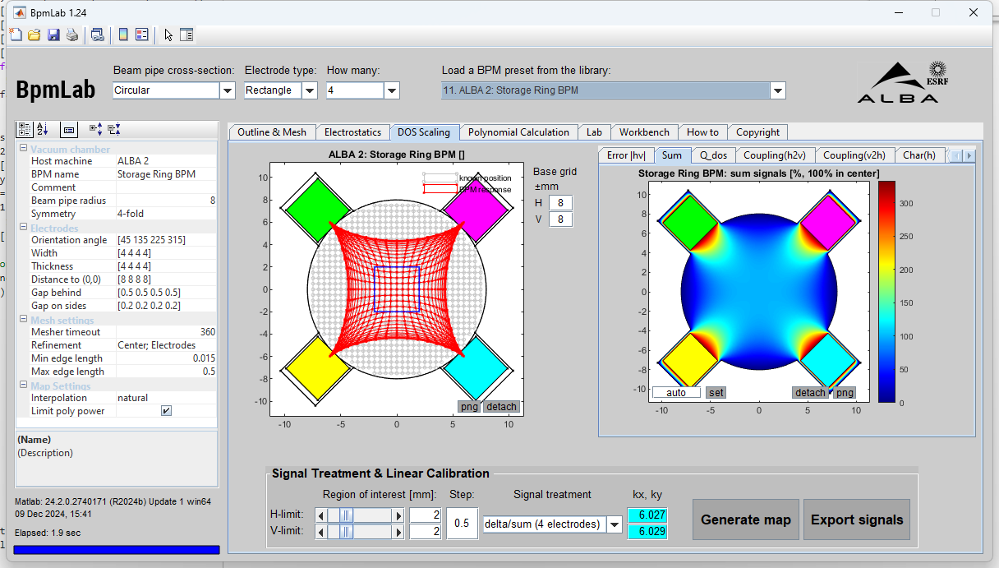 BpmLab 1.24
BpmLab
Beam pipe cross-section:
Circular
Electrode type:
Rectangle
How many:
4
Load a BPM preset from the library:
11. ALBA 2: Storage Ring BPM
ALBA
ESRF
Vacuum chamber
Host machine ALBA 2
BPM name Storage Ring BPM
Comment
Beam pipe radius 8
Symmetry 4-fold
Electrodes
Orientation angle [45 135 225 315]
Width [4 4 4 4]
Thickness [4 4 4 4]
Distance to (0,0) [8 8 8 8]
Gap behind [0.5 0.5 0.5 0.5]
Gap on sides [0.2 0.2 0.2 0.2]
Mesh settings
Mesher timeout 360
Refinement Center; Electrodes
Min edge length 0.015
Max edge length 0.5
Map Settings
Interpolation natural
Limit poly power
(Name)
(Description)
Matlab: 24.2.0.2740171 (R2024b) Update 1 win64
09 Dec 2024, 15:41
Elapsed: 1.9 sec
Outline & Mesh Electrostatics DOS Scaling Polynomial Calculation Lab Workbench How to Copyright
ALBA 2: Storage Ring BPM []
known position
BPM response
10
8
6
4
2
0
-2
-4
-6
-8
-10
-10 -5 0 5 10
png detach
Base grid
±mm
H 8
V 8
Error |hv| Sum Q_dos Coupling(h2v) Coupling(v2h) Char(h)
Storage Ring BPM: sum signals [%, 100% in center]
10
8
6
4
2
0
-2
-4
-6
-8
-10
auto set detach png
-10 -5 0 5 10
300
250
200
150
100
50
0
Signal Treatment & Linear Calibration
Region of interest [mm]: Step: Signal treatment kx, ky
H-limit: 2
V-limit: 2
0.5
delta/sum (4 electrodes)
6.027
6.029
Generate map
Export signals